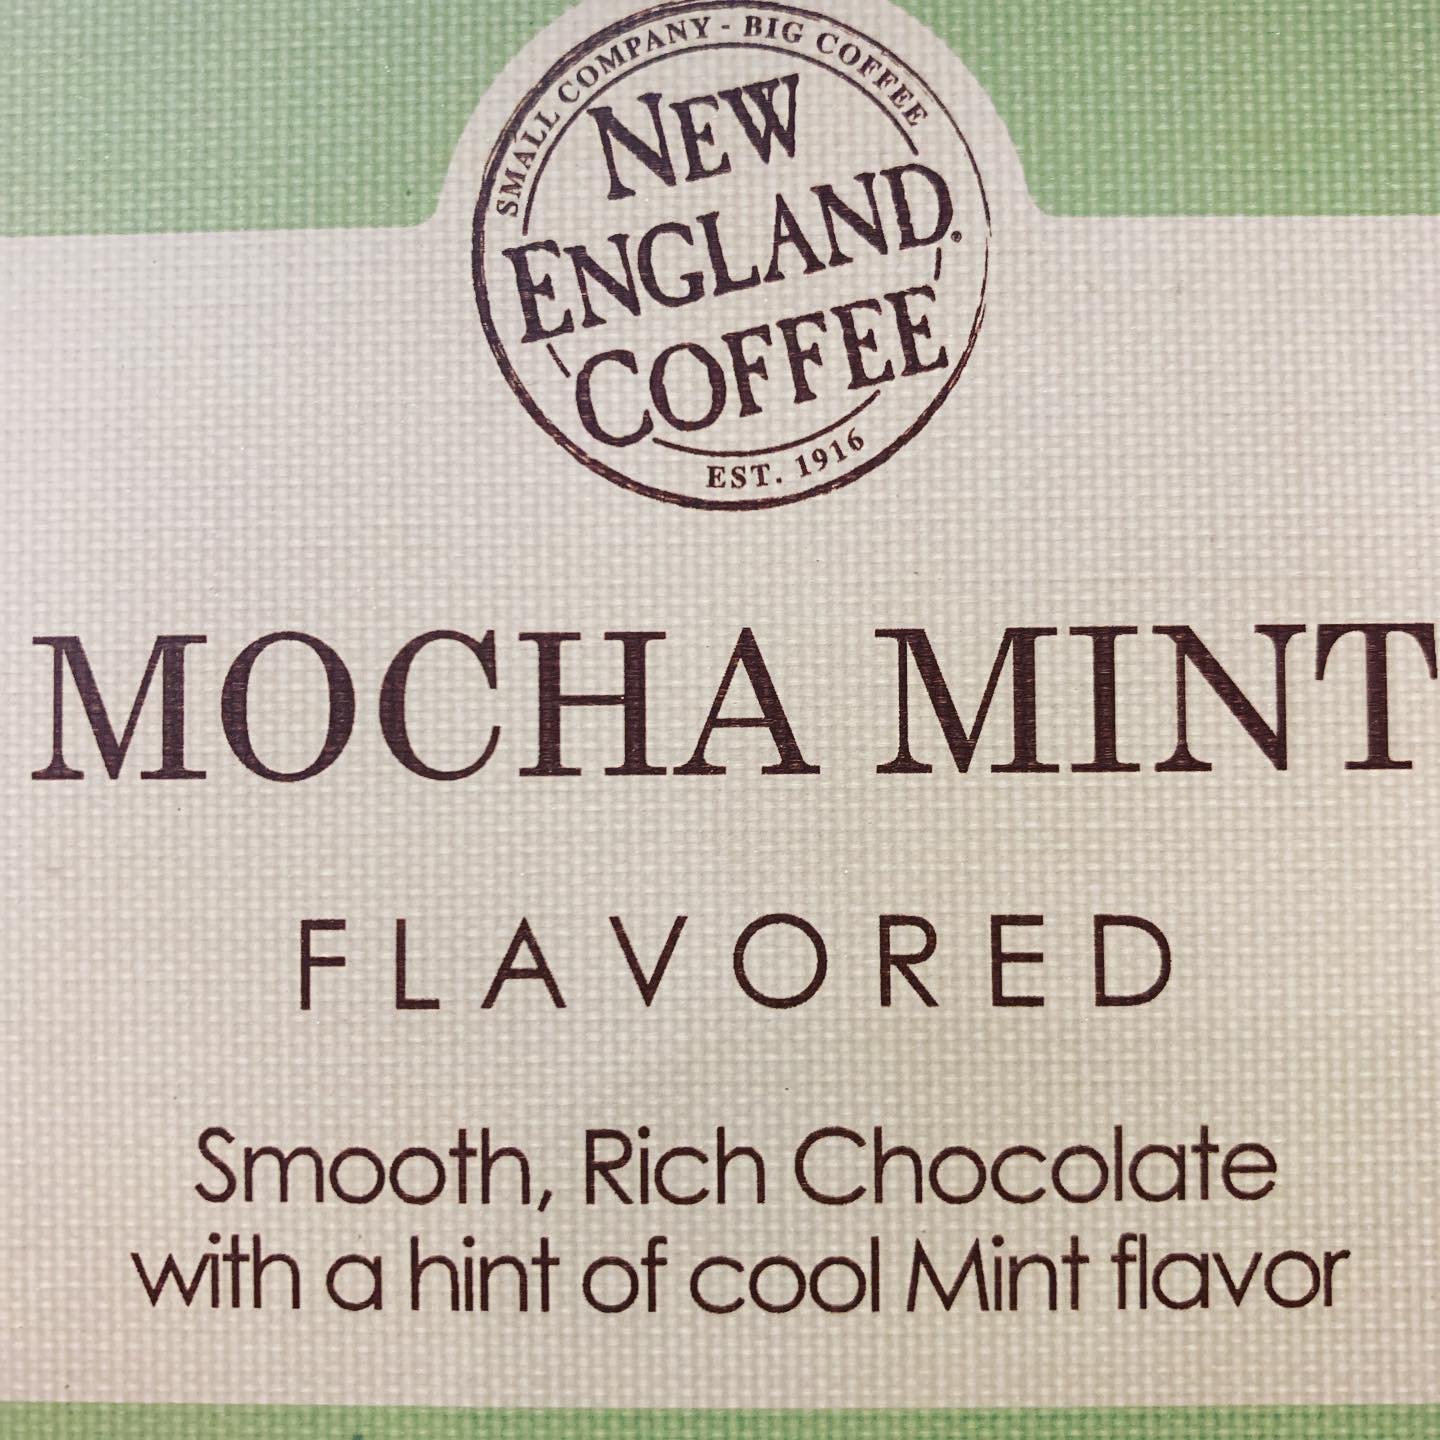 SMALL COMPANY - BIG COFFEE
NEW
ENGLAND®
COFFEE
EST. 1916
MOCHA MINT
FLAVORED
Smooth, Rich Chocolate
with a hint of cool Mint flavor